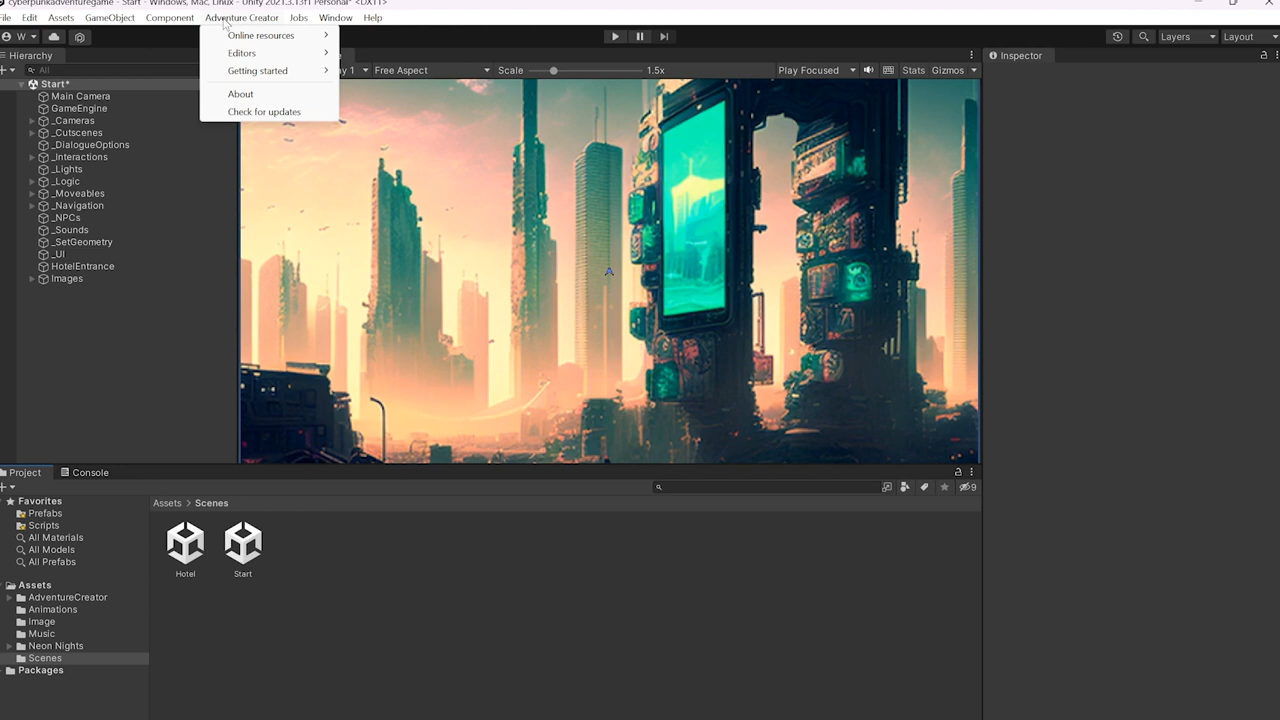 cyberpunkadventuregame - Start - Windows, Mac, Linux - Unity 2021.3.13f1 Personal* <DX11>
File Edit Assets GameObject Component Adventure Creator Jobs Window Help
W Layers Layout
Online resources
Editors
Getting started
About
Check for updates
Hierarchy
All
Start*
Main Camera
GameEngine
_Cameras
_Cutscenes
_DialogueOptions
_Interactions
_Lights
_Logic
_Moveables
_Navigation
_NPCs
_Sounds
_SetGeometry
_UI
HotelEntrance
Images
ay 1 Free Aspect Scale 1.5x Play Focused Stats Gizmos
Inspector
Project Console
9
Favorites
Prefabs
Scripts
All Materials
All Models
All Prefabs
Assets
AdventureCreator
Animations
Image
Music
Neon Nights
Scenes
Packages
Assets > Scenes
Hotel Start